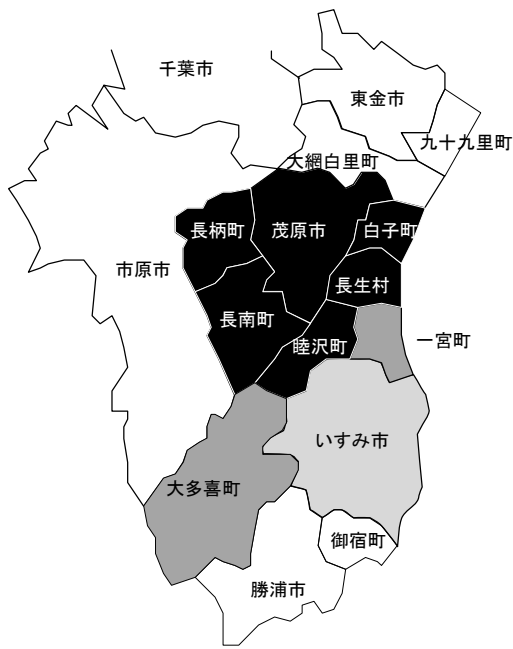 千葉市
東金市
九十九里町
大網白里町
長柄町
茂原市
白子町
市原市
長生村
長南町
睦沢町
一宮町
いすみ市
大多喜町
御宿町
勝浦市